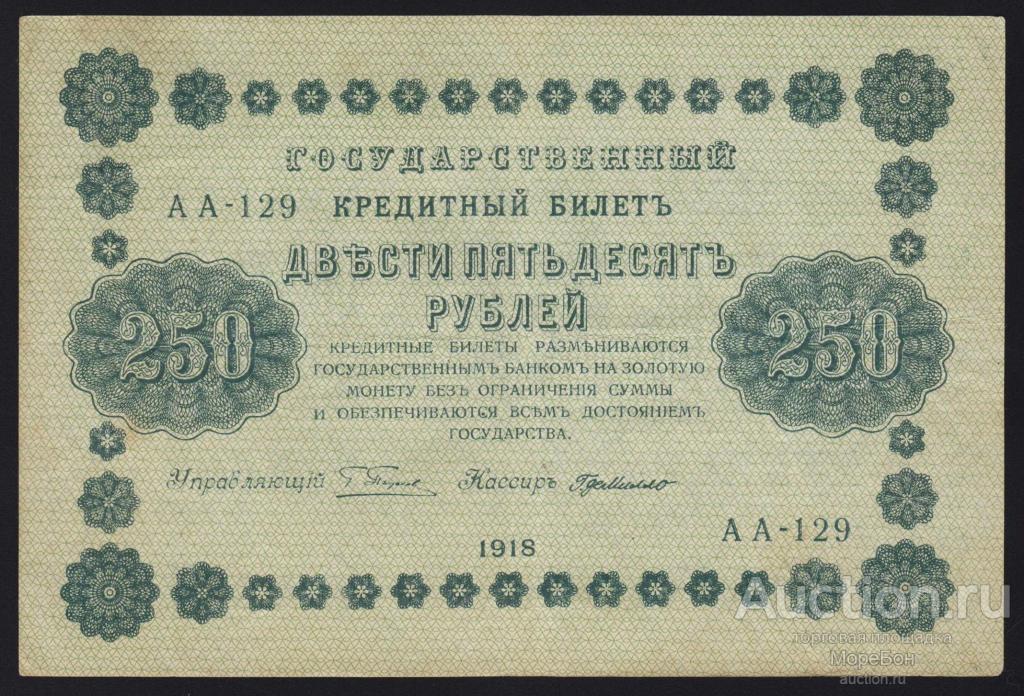 ГОСУДАРСТВЕННЫЙ
АА-129 КРЕДИТНЫЙ БИЛЕТЪ
ДВѢСТИ ПЯТЬДЕСЯТЪ
РУБЛЕЙ
250 250
КРЕДИТНЫЕ БИЛЕТЫ РАЗМѢНИВАЮТСЯ
ГОСУДАРСТВЕННЫМЪ БАНКОМЪ НА ЗОЛОТУЮ
МОНЕТУ БЕЗЪ ОГРАНИЧЕНІЯ СУММЫ
И ОБЕЗПЕЧИВАЮТСЯ ВСѢМЪ ДОСТОЯНІЕМЪ
ГОСУДАРСТВА.
Управляющій Кассиръ
АА-129
1918
Auction.ru
торговая площадка
МореБон
auction.ru